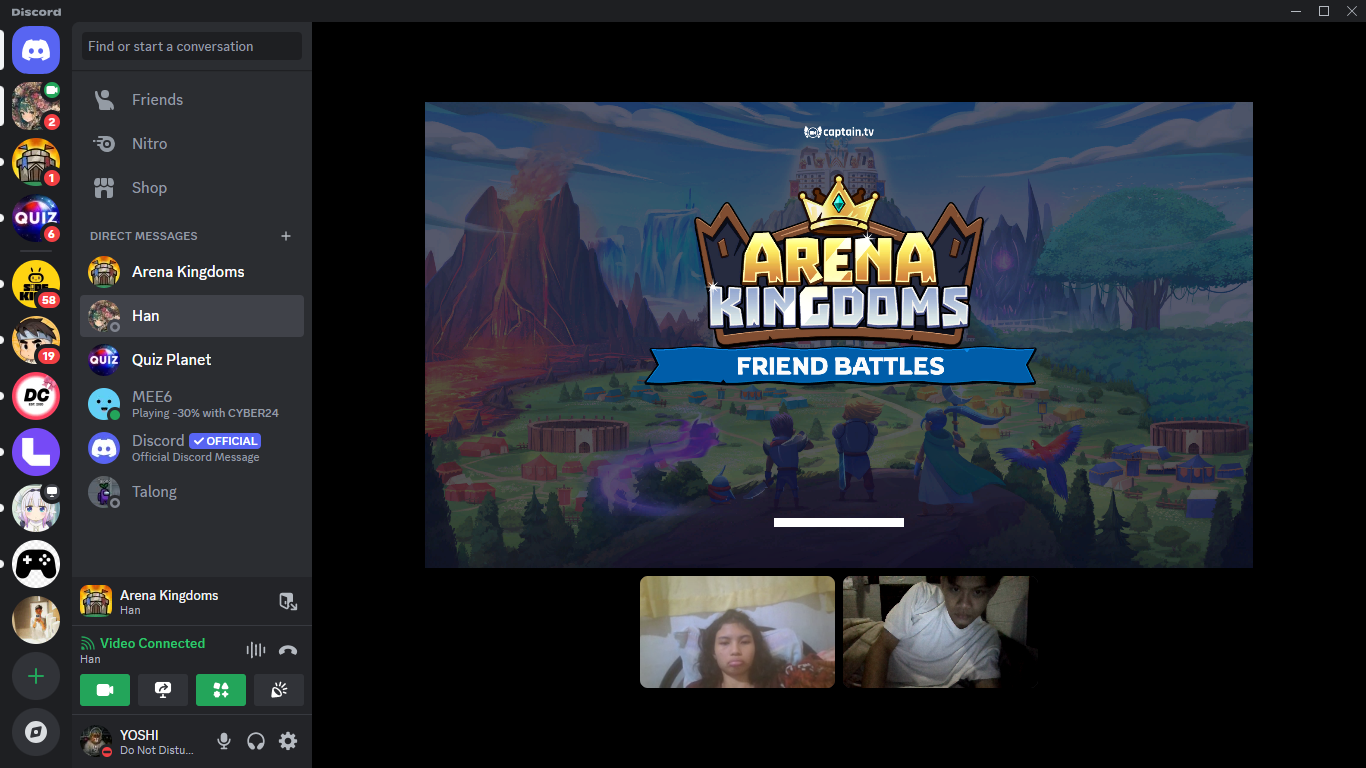 Discord
Find or start a conversation
2
Friends
1
Nitro
Shop
QUIZ
6
DIRECT MESSAGES
Arena Kingdoms
58
Han
19
QUIZ
Quiz Planet
DC
MEE6
Playing -30% with CYBER24
Discord
OFFICIAL
Official Discord Message
Talong
Arena Kingdoms
Han
Video Connected
Han
YOSHI
Do Not Distu...
captain.tv
ARENA
KINGDOMS
FRIEND BATTLES